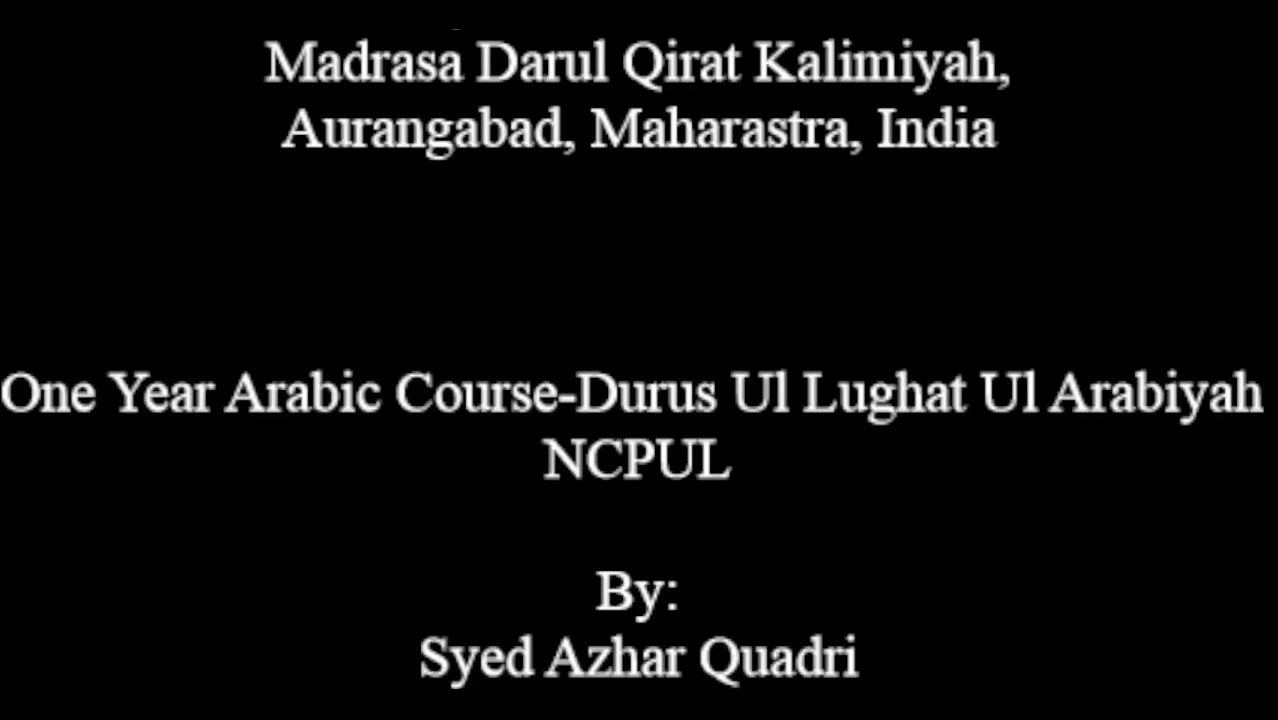 Madrasa Darul Qirat Kalimiyah,
Aurangabad, Maharastra, India
One Year Arabic Course-Durus Ul Lughat Ul Arabiyah
NCPUL
By:
Syed Azhar Quadri